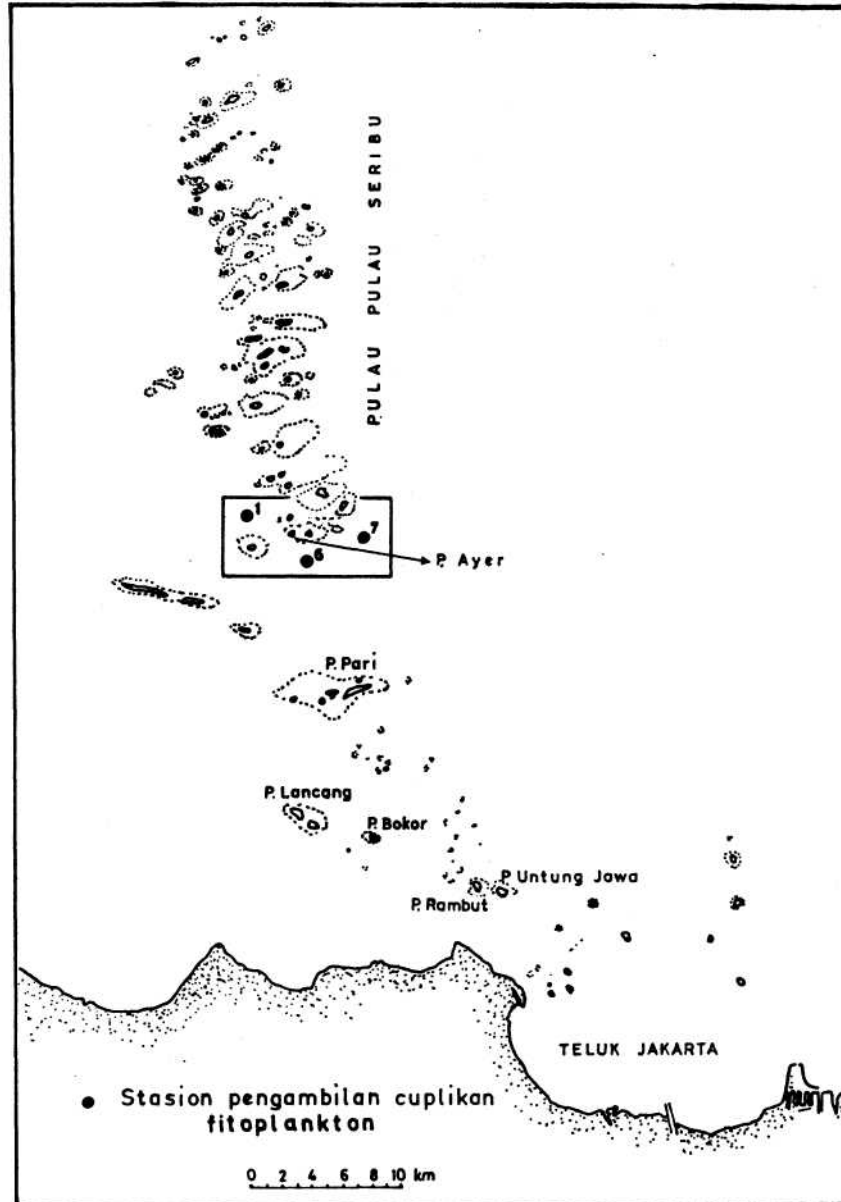 PULAU PULAU SERIBU
1
7
6
P. Ayer
P. Pari
P. Lancang
P. Bokor
P. Untung Jawa
P. Rambut
TELUK JAKARTA
Stasion pengambilan cuplikan
fitoplankton
0 2 4 6 8 10 km